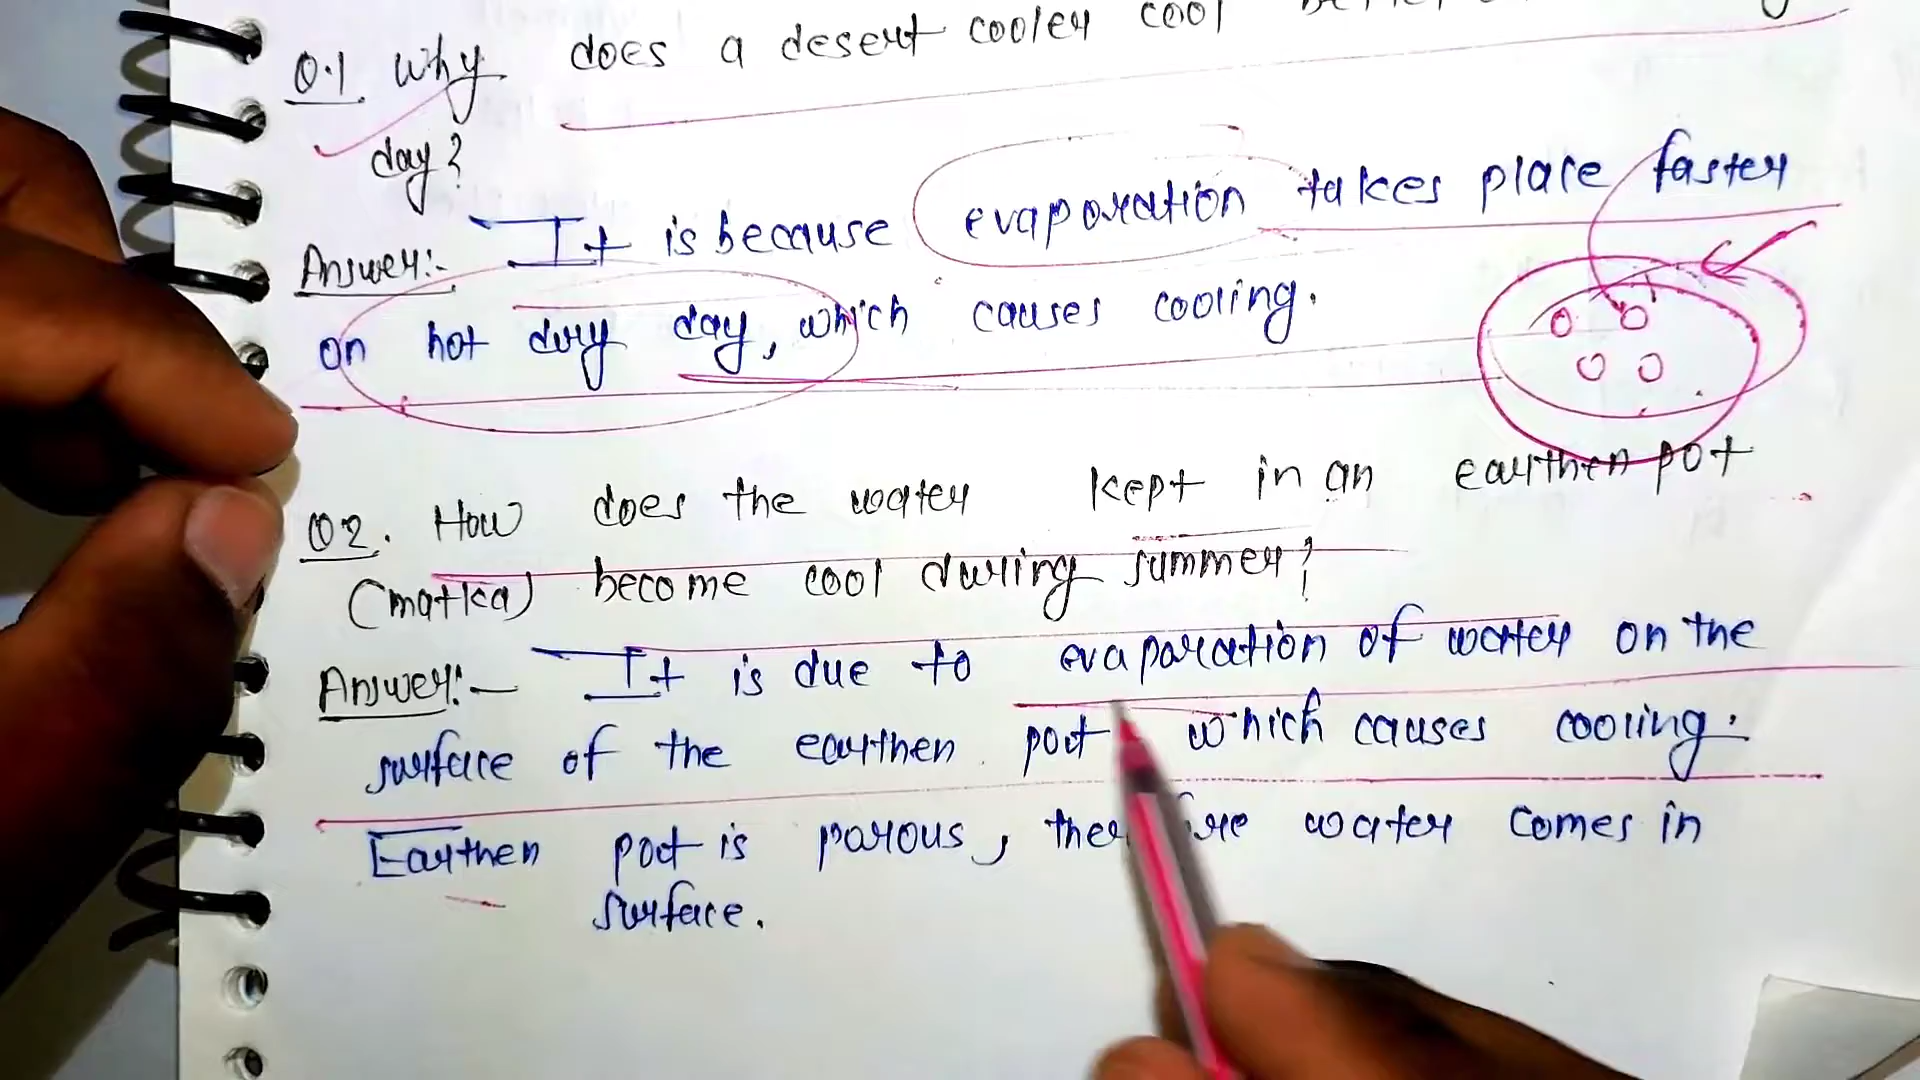 Q.1 Why does a desert cooler cool
day?
Answer:- It is because evaporation takes place faster
on hot dry day, which causes cooling.
Q2. How does the water kept in an earthen pot
(matka) become cool during summer?
Answer:- It is due to evaparation of water on the
surface of the earthen pot which causes cooling.
Earthen pot is parous, therefore water comes in
surface.